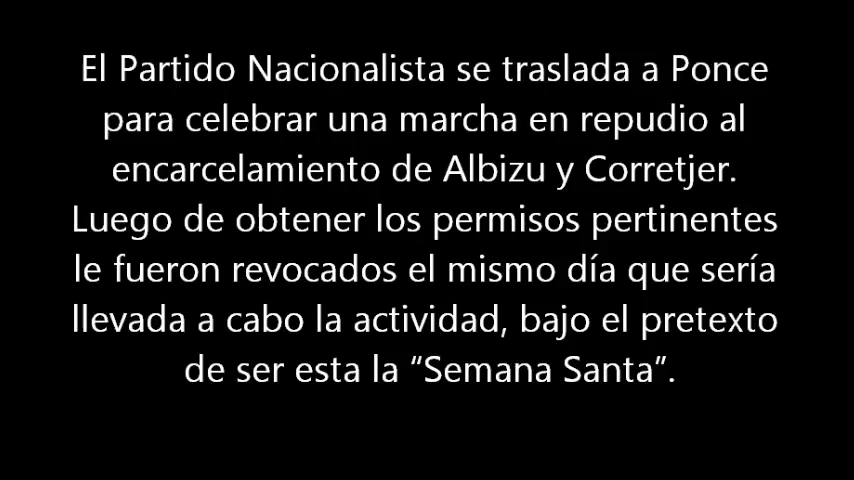 El Partido Nacionalista se traslada a Ponce
para celebrar una marcha en repudio al
encarcelamiento de Albizu y Corretjer.
Luego de obtener los permisos pertinentes
le fueron revocados el mismo día que sería
llevada a cabo la actividad, bajo el pretexto
de ser esta la “Semana Santa”.